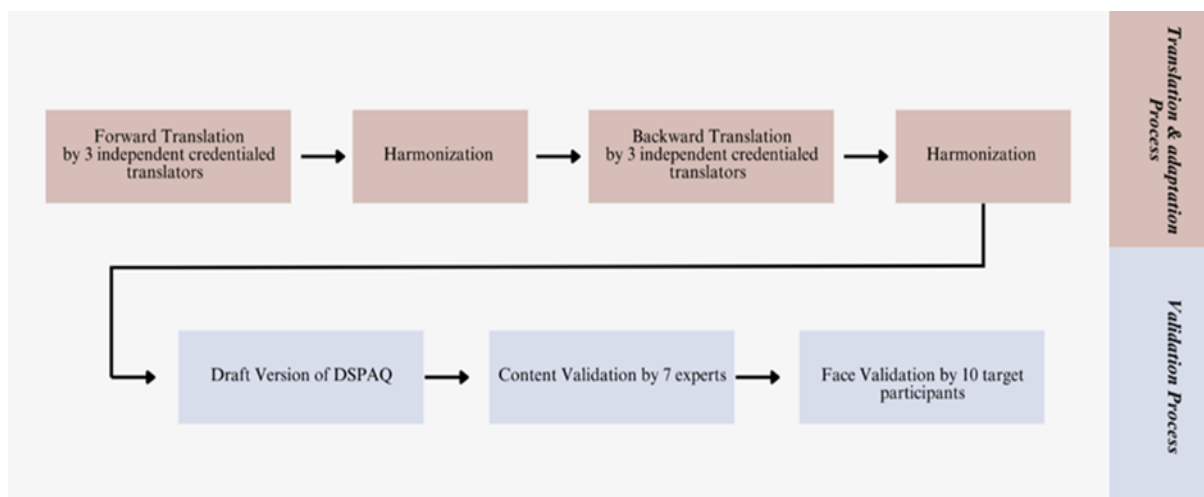 Forward Translation
by 3 independent credentialed
translators
Harmonization
Backward Translation
by 3 independent credentialed
translators
Harmonization
Translation & adaptation
Process
Draft Version of DSPAQ
Content Validation by 7 experts
Face Validation by 10 target
participants
Validation Process